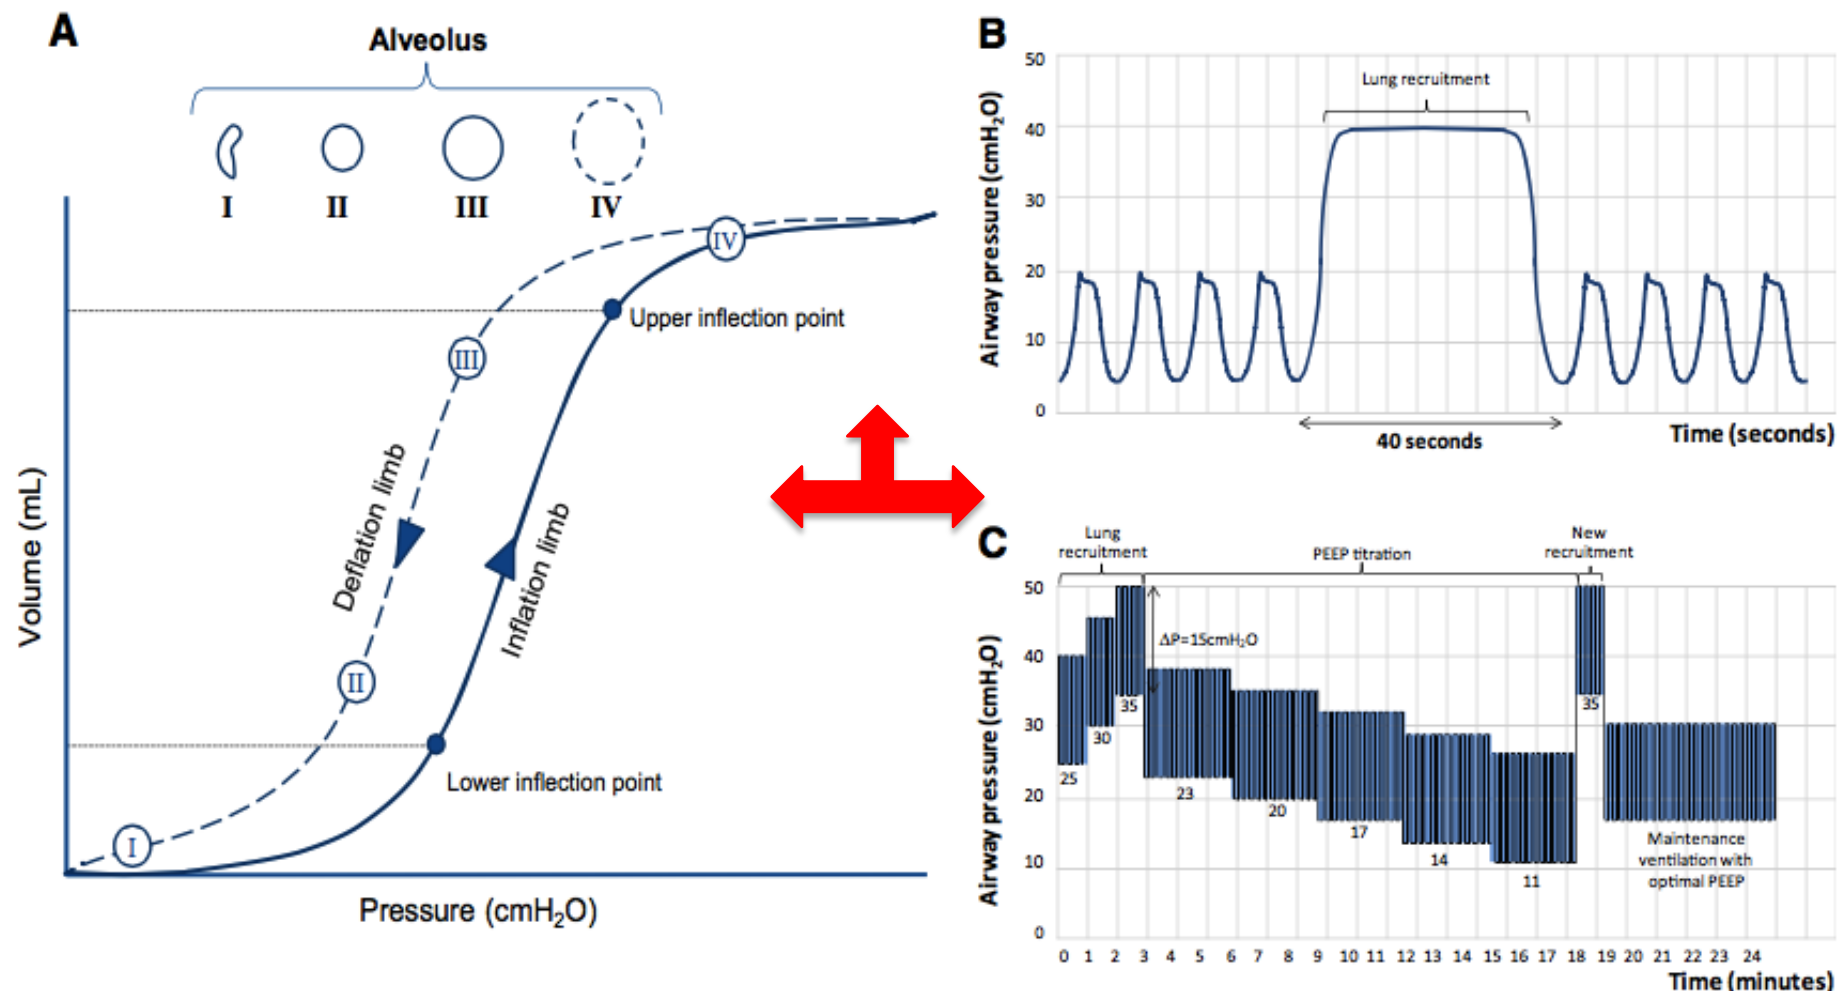 A
Alveolus
I II III IV
IV
Upper inflection point
III
Deflation limb
Inflation limb
II
Lower inflection point
I
Volume (mL)
Pressure (cmH₂O)
B
50
Lung recruitment
40
30
20
10
0
Airway pressure (cmH₂O)
40 seconds
Time (seconds)
C
Lung
recruitment
PEEP titration
New
recruitment
50
ΔP=15cmH₂O
40
35
35
30
30
25
23
20
20
17
14
11
Maintenance
ventilation with
optimal PEEP
10
0
Airway pressure (cmH₂O)
0 1 2 3 4 5 6 7 8 9 10 11 12 13 14 15 16 17 18 19 20 21 22 23 24
Time (minutes)